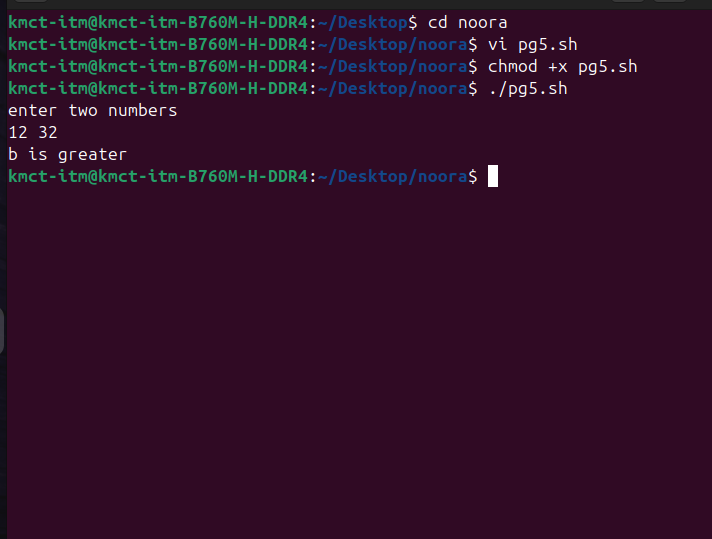 kmct-itm@kmct-itm-B760M-H-DDR4:~/Desktop$ cd noora
kmct-itm@kmct-itm-B760M-H-DDR4:~/Desktop/noora$ vi pg5.sh
kmct-itm@kmct-itm-B760M-H-DDR4:~/Desktop/noora$ chmod +x pg5.sh
kmct-itm@kmct-itm-B760M-H-DDR4:~/Desktop/noora$ ./pg5.sh
enter two numbers
12 32
b is greater
kmct-itm@kmct-itm-B760M-H-DDR4:~/Desktop/noora$